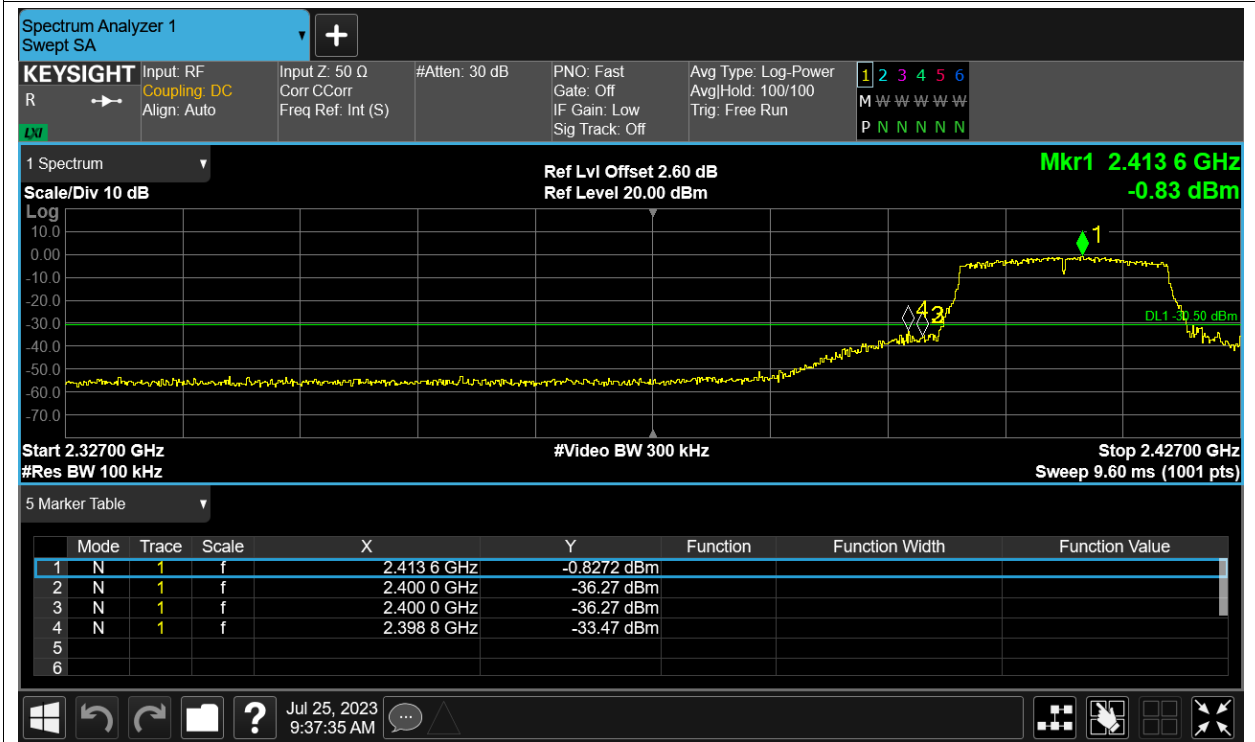 Spectrum Analyzer 1
Swept SA
KEYSIGHT
R
LXI
Input: RF
Coupling: DC
Align: Auto
Input Z: 50 Ω
Corr CCorr
Freq Ref: Int (S)
#Atten: 30 dB
PNO: Fast
Gate: Off
IF Gain: Low
Sig Track: Off
Avg Type: Log-Power
Avg|Hold: 100/100
Trig: Free Run
1 2 3 4 5 6
M W W W W W
P N N N N N
1 Spectrum
Scale/Div 10 dB
Ref Lvl Offset 2.60 dB
Ref Level 20.00 dBm
Mkr1 2.413 6 GHz
-0.83 dBm
Log
10.0
0.00
-10.0
-20.0
-30.0
-40.0
-50.0
-60.0
-70.0
1
4
DL1 -30.50 dBm
Start 2.32700 GHz
#Res BW 100 kHz
#Video BW 300 kHz
Stop 2.42700 GHz
Sweep 9.60 ms (1001 pts)
5 Marker Table
Mode Trace Scale X Y Function Function Width Function Value
1 N 1 f 2.413 6 GHz -0.8272 dBm
2 N 1 f 2.400 0 GHz -36.27 dBm
3 N 1 f 2.400 0 GHz -36.27 dBm
4 N 1 f 2.398 8 GHz -33.47 dBm
5
6
?
Jul 25, 2023
9:37:35 AM